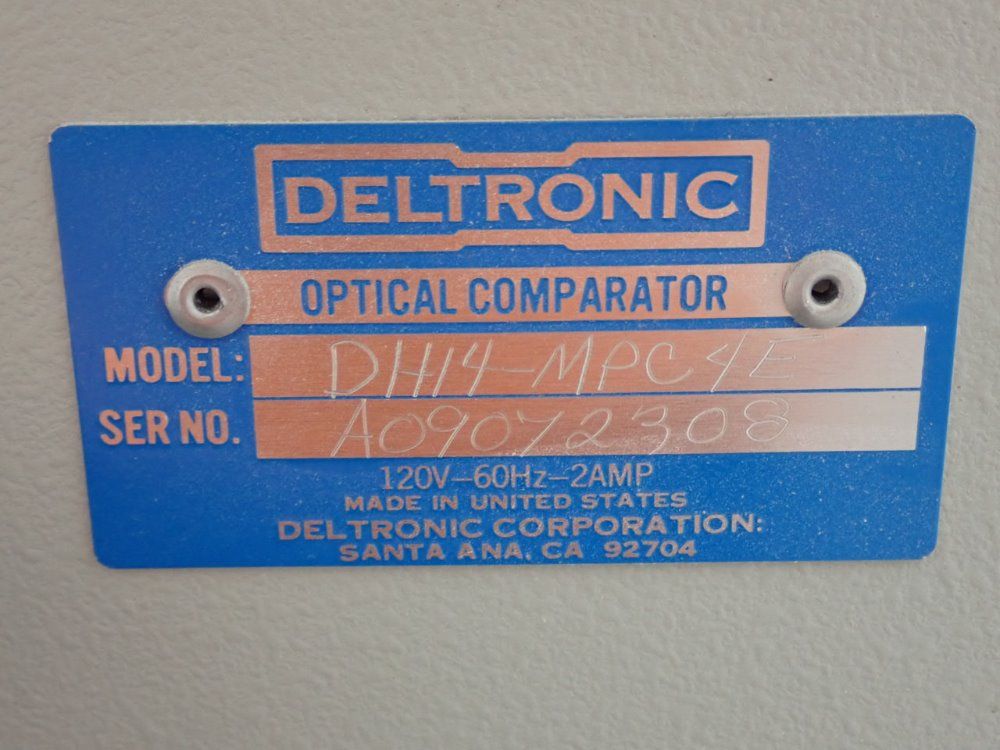 DELTRONIC
OPTICAL COMPARATOR
MODEL: DH14-MPC4E
SER NO. A09072308
120V-60Hz-2AMP
MADE IN UNITED STATES
DELTRONIC CORPORATION:
SANTA ANA, CA 92704